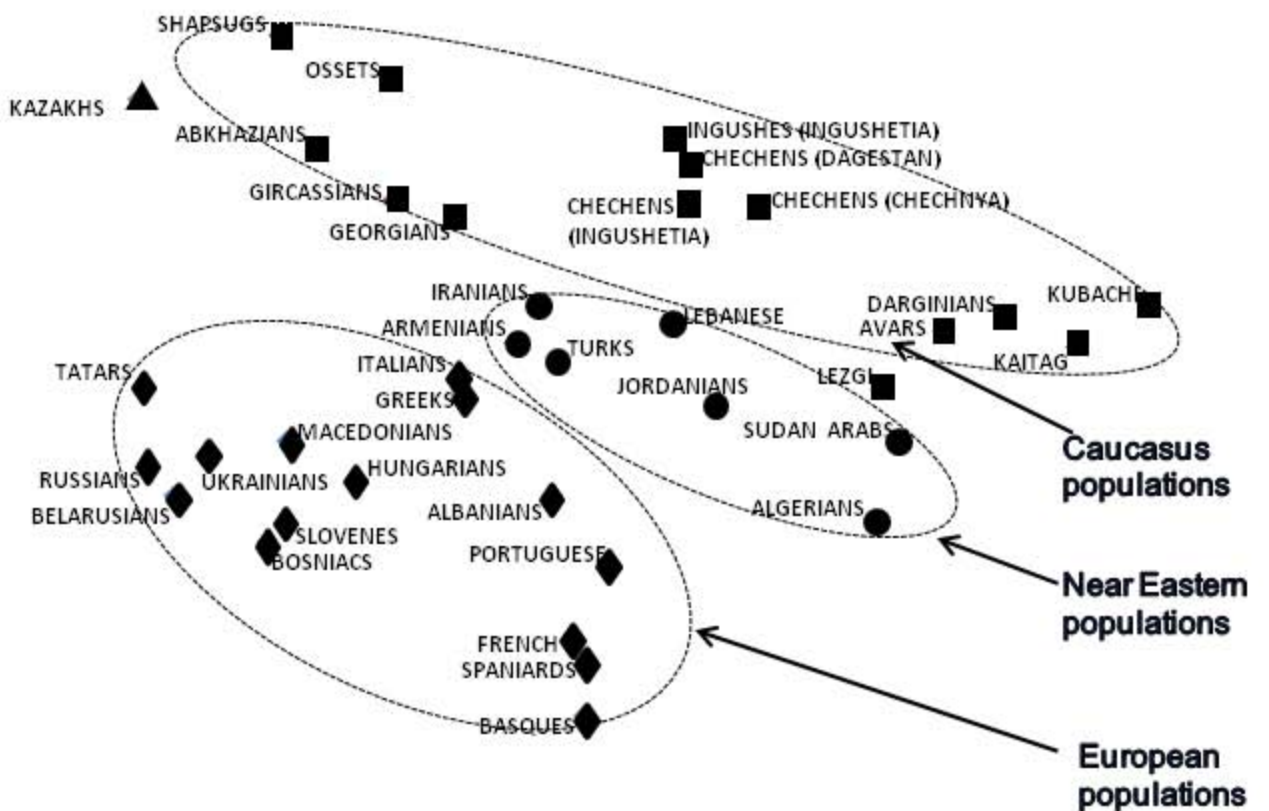 SHAPSUGS
OSSETS
KAZAKHS
ABKHAZIANS
INGUSHES (INGUSHETIA)
CHECHENS (DAGESTAN)
GIRCASSIANS
CHECHENS
(INGUSHETIA)
CHECHENS (CHECHNYA)
GEORGIANS
IRANIANS
LEBANESE
DARGINIANS
KUBACHI
ARMENIANS
AVARS
TURKS
KAITAG
ITALIANS
TATARS
JORDANIANS
LEZGI
GREEKS
MACEDONIANS
SUDAN ARABS
Caucasus
populations
RUSSIANS
UKRAINIANS
HUNGARIANS
BELARUSIANS
ALBANIANS
ALGERIANS
SLOVENES
BOSNIACS
PORTUGUESE
Near Eastern
populations
FRENCH
SPANIARDS
BASQUES
European
populations